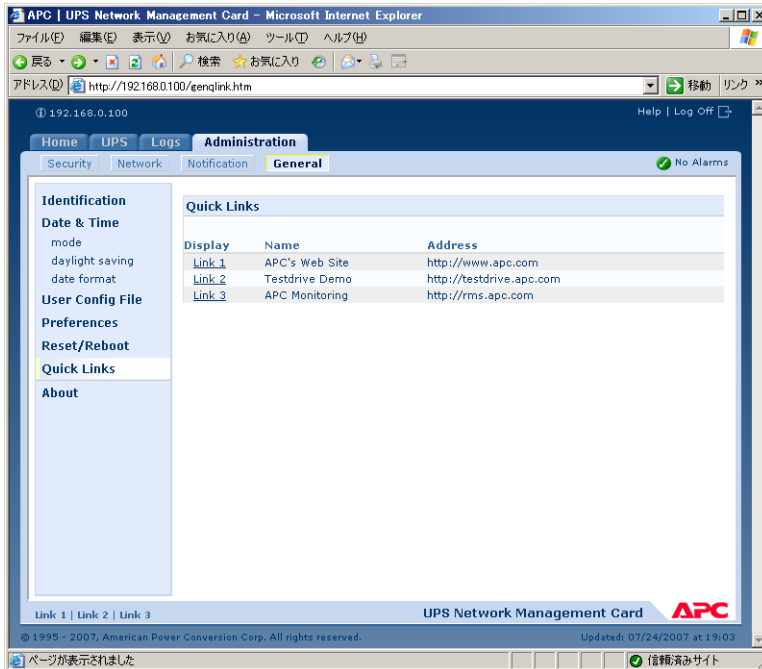 APC | UPS Network Management Card - Microsoft Internet Explorer
ファイル(F) 編集(E) 表示(V) お気に入り(A) ツール(T) ヘルプ(H)
戻る 検索 お気に入り
アドレス(D) http://192.168.0.100/genqlink.htm 移動 リンク »
192.168.0.100 Help | Log Off
Home UPS Logs Administration
Security Network Notification General No Alarms
Identification
Date & Time
mode
daylight saving
date format
User Config File
Preferences
Reset/Reboot
Quick Links
About
Quick Links
Display Name Address
Link 1 APC's Web Site http://www.apc.com
Link 2 Testdrive Demo http://testdrive.apc.com
Link 3 APC Monitoring http://rms.apc.com
Link 1 | Link 2 | Link 3 UPS Network Management Card APC
© 1995 - 2007, American Power Conversion Corp. All rights reserved. Updated: 07/24/2007 at 19:03
ページが表示されました 信頼済みサイト